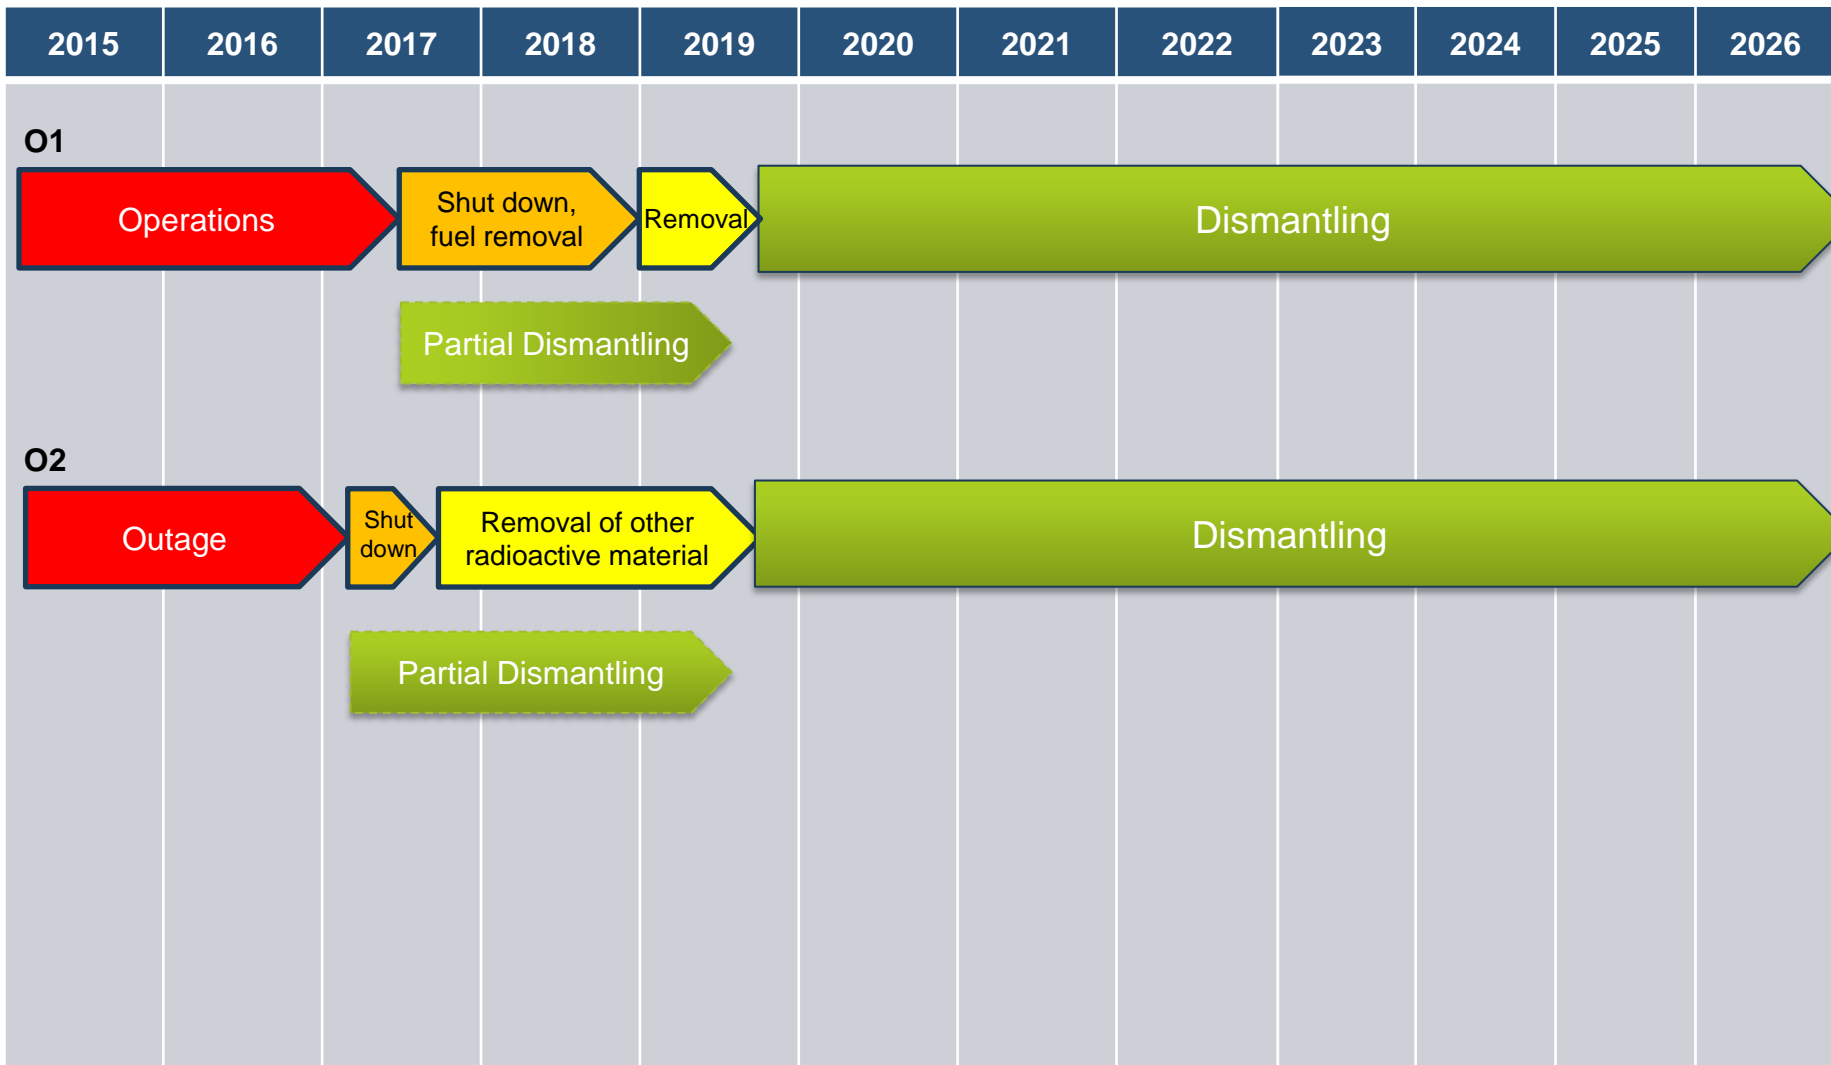 2015 2016 2017 2018 2019 2020 2021 2022 2023 2024 2025 2026
O1
Operations
Shut down,
fuel removal
Removal
Dismantling
Partial Dismantling
O2
Outage
Shut
down
Removal of other
radioactive material
Dismantling
Partial Dismantling